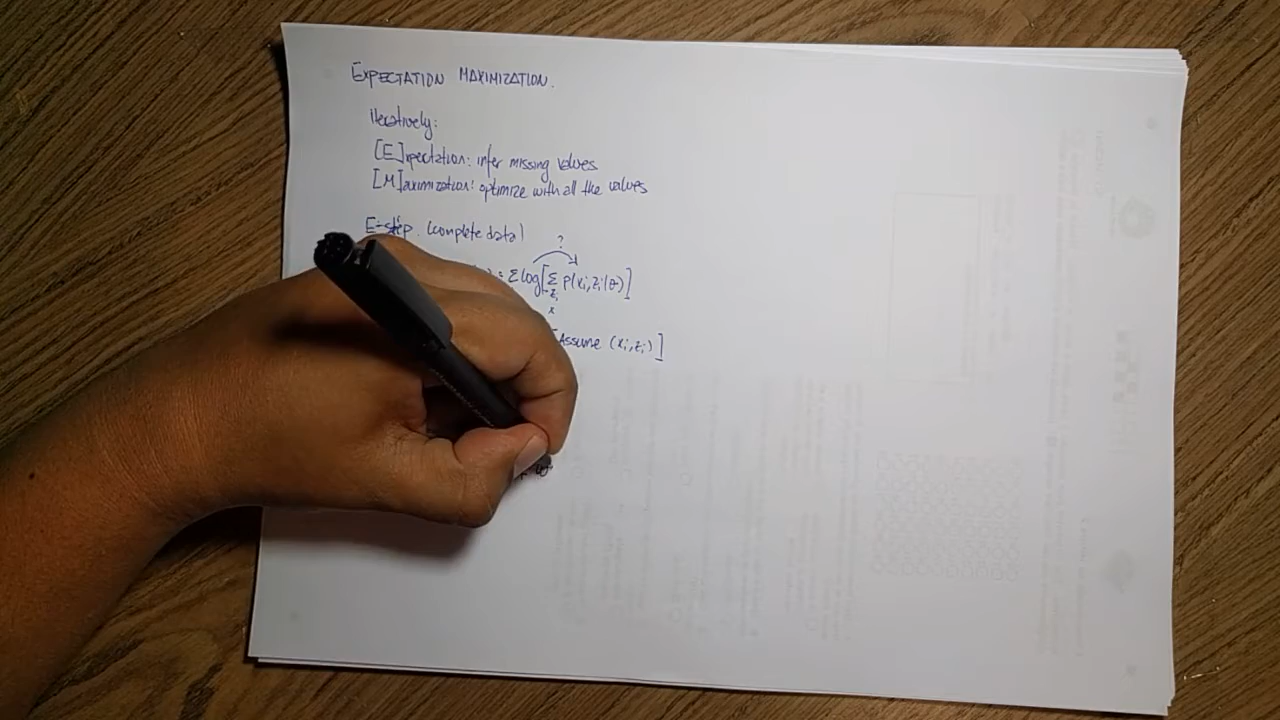 EXPECTATION MAXIMIZATION.
Iteratively:
[E]xpectation: infer missing values
[M]aximization: optimize with all the values
E-step. (complete data)
?
= Σ log[Σ P(xi, zi|θ)]
zi
x
[Assume (xi, zi)]